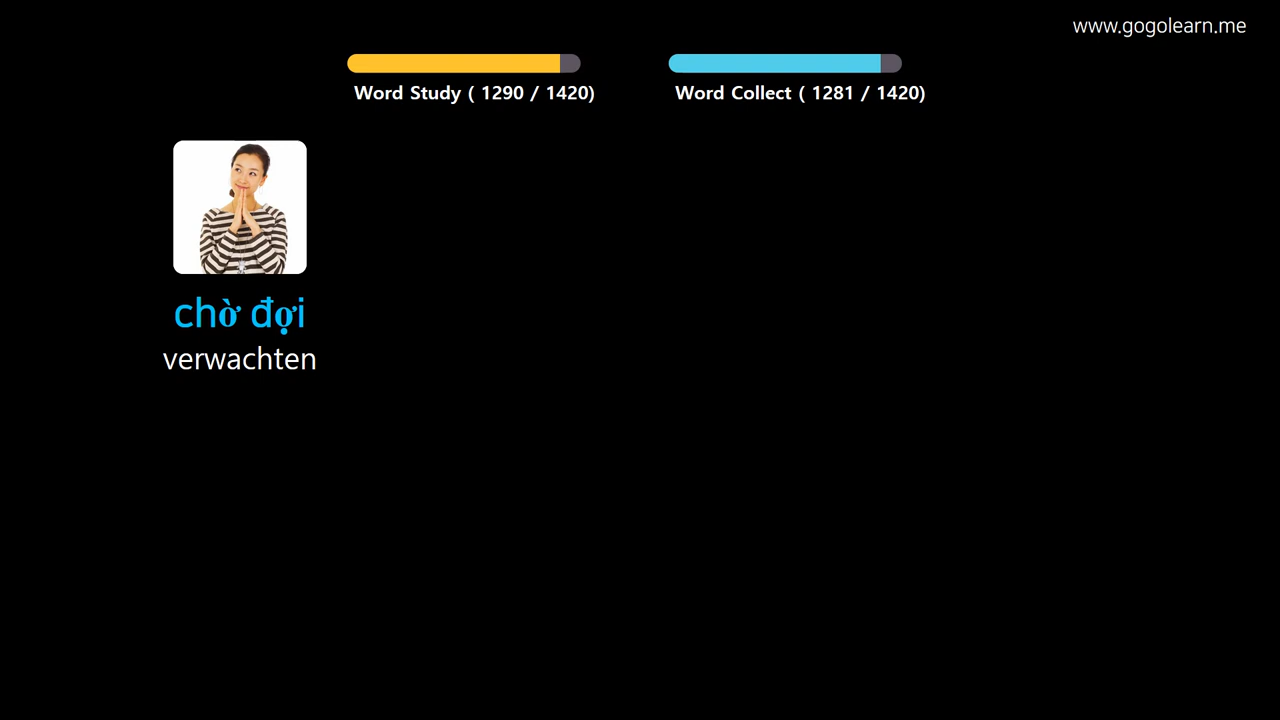 www.gogolearn.me
Word Study ( 1290 / 1420)
Word Collect ( 1281 / 1420)
chờ đợi
verwachten